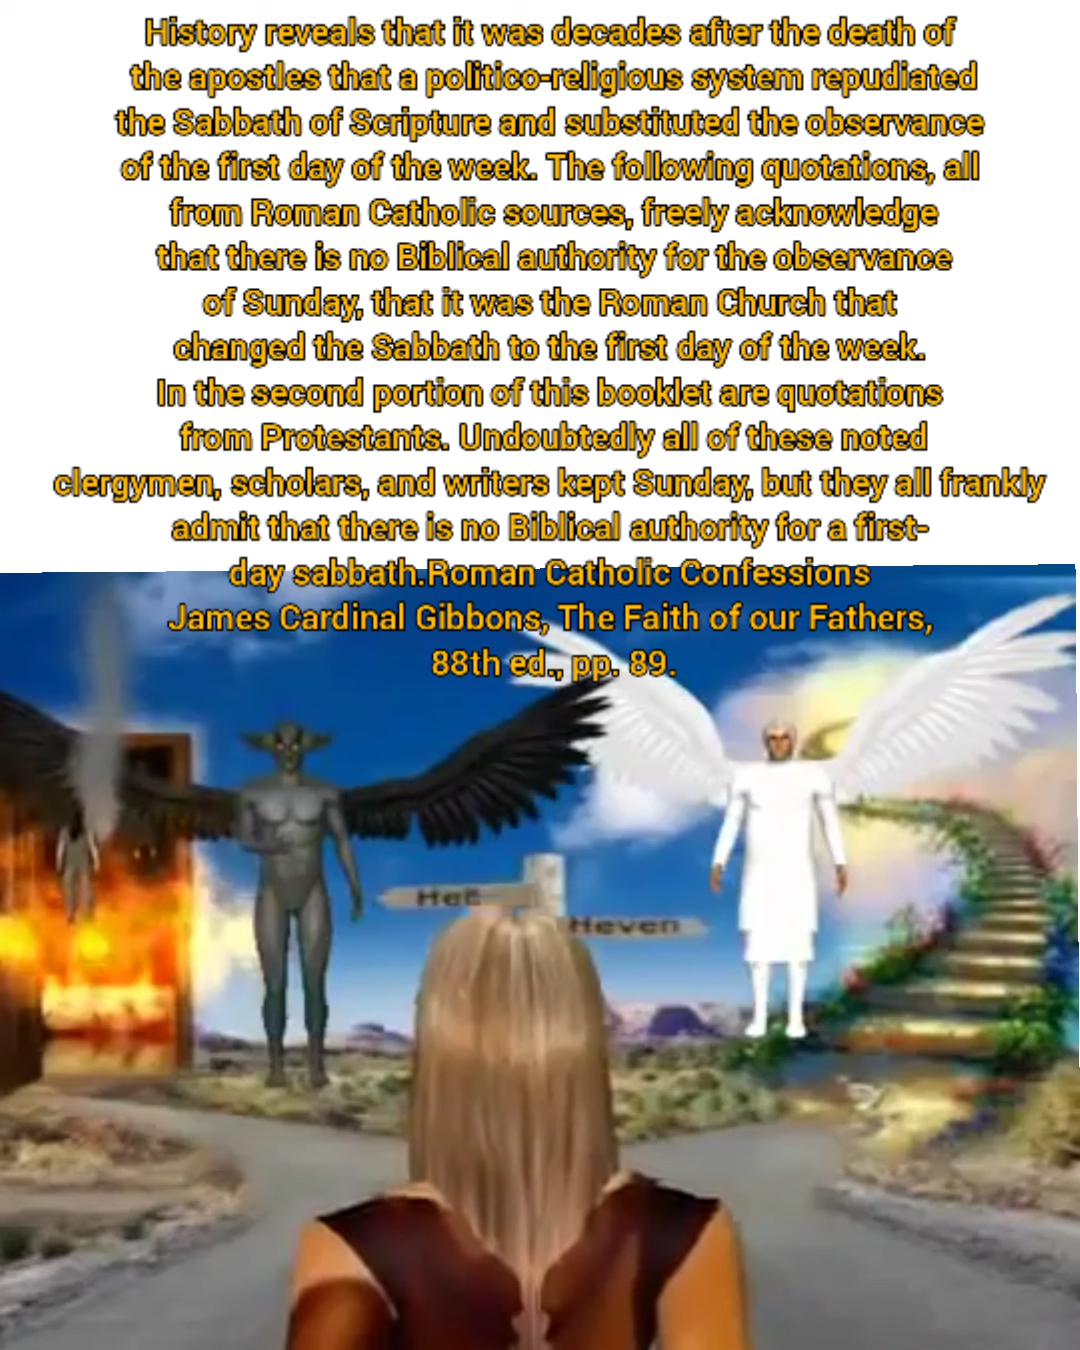 History reveals that it was decades after the death of
the apostles that a politico-religious system repudiated
the Sabbath of Scripture and substituted the observance
of the first day of the week. The following quotations, all
from Roman Catholic sources, freely acknowledge
that there is no Biblical authority for the observance
of Sunday, that it was the Roman Church that
changed the Sabbath to the first day of the week.
In the second portion of this booklet are quotations
from Protestants. Undoubtedly all of these noted
clergymen, scholars, and writers kept Sunday, but they all frankly
admit that there is no Biblical authority for a first-
day sabbath.Roman Catholic Confessions
James Cardinal Gibbons, The Faith of our Fathers,
88th ed., pp. 89.
Hell
Heven